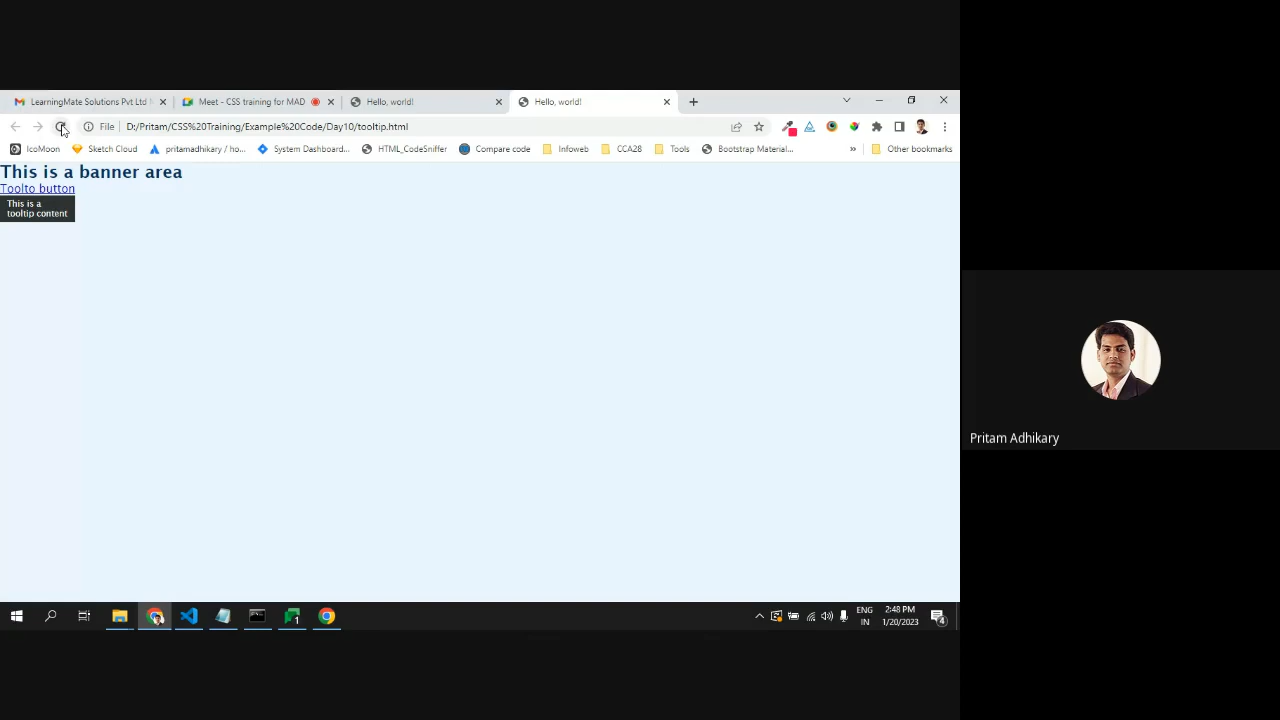 LearningMate Solutions Pvt Ltd
Meet - CSS training for MAD
Hello, world!
Hello, world!
File
D:/Pritam/CSS%20Training/Example%20Code/Day10/tooltip.html
IcoMoon
Sketch Cloud
pritamadhikary / ho...
System Dashboard...
HTML_CodeSniffer
Compare code
Infoweb
CCA28
Tools
Bootstrap Material...
»
Other bookmarks
This is a banner area
Toolto button
This is a
tooltip content
Pritam Adhikary
1
ENG
IN
2:48 PM
1/20/2023
4